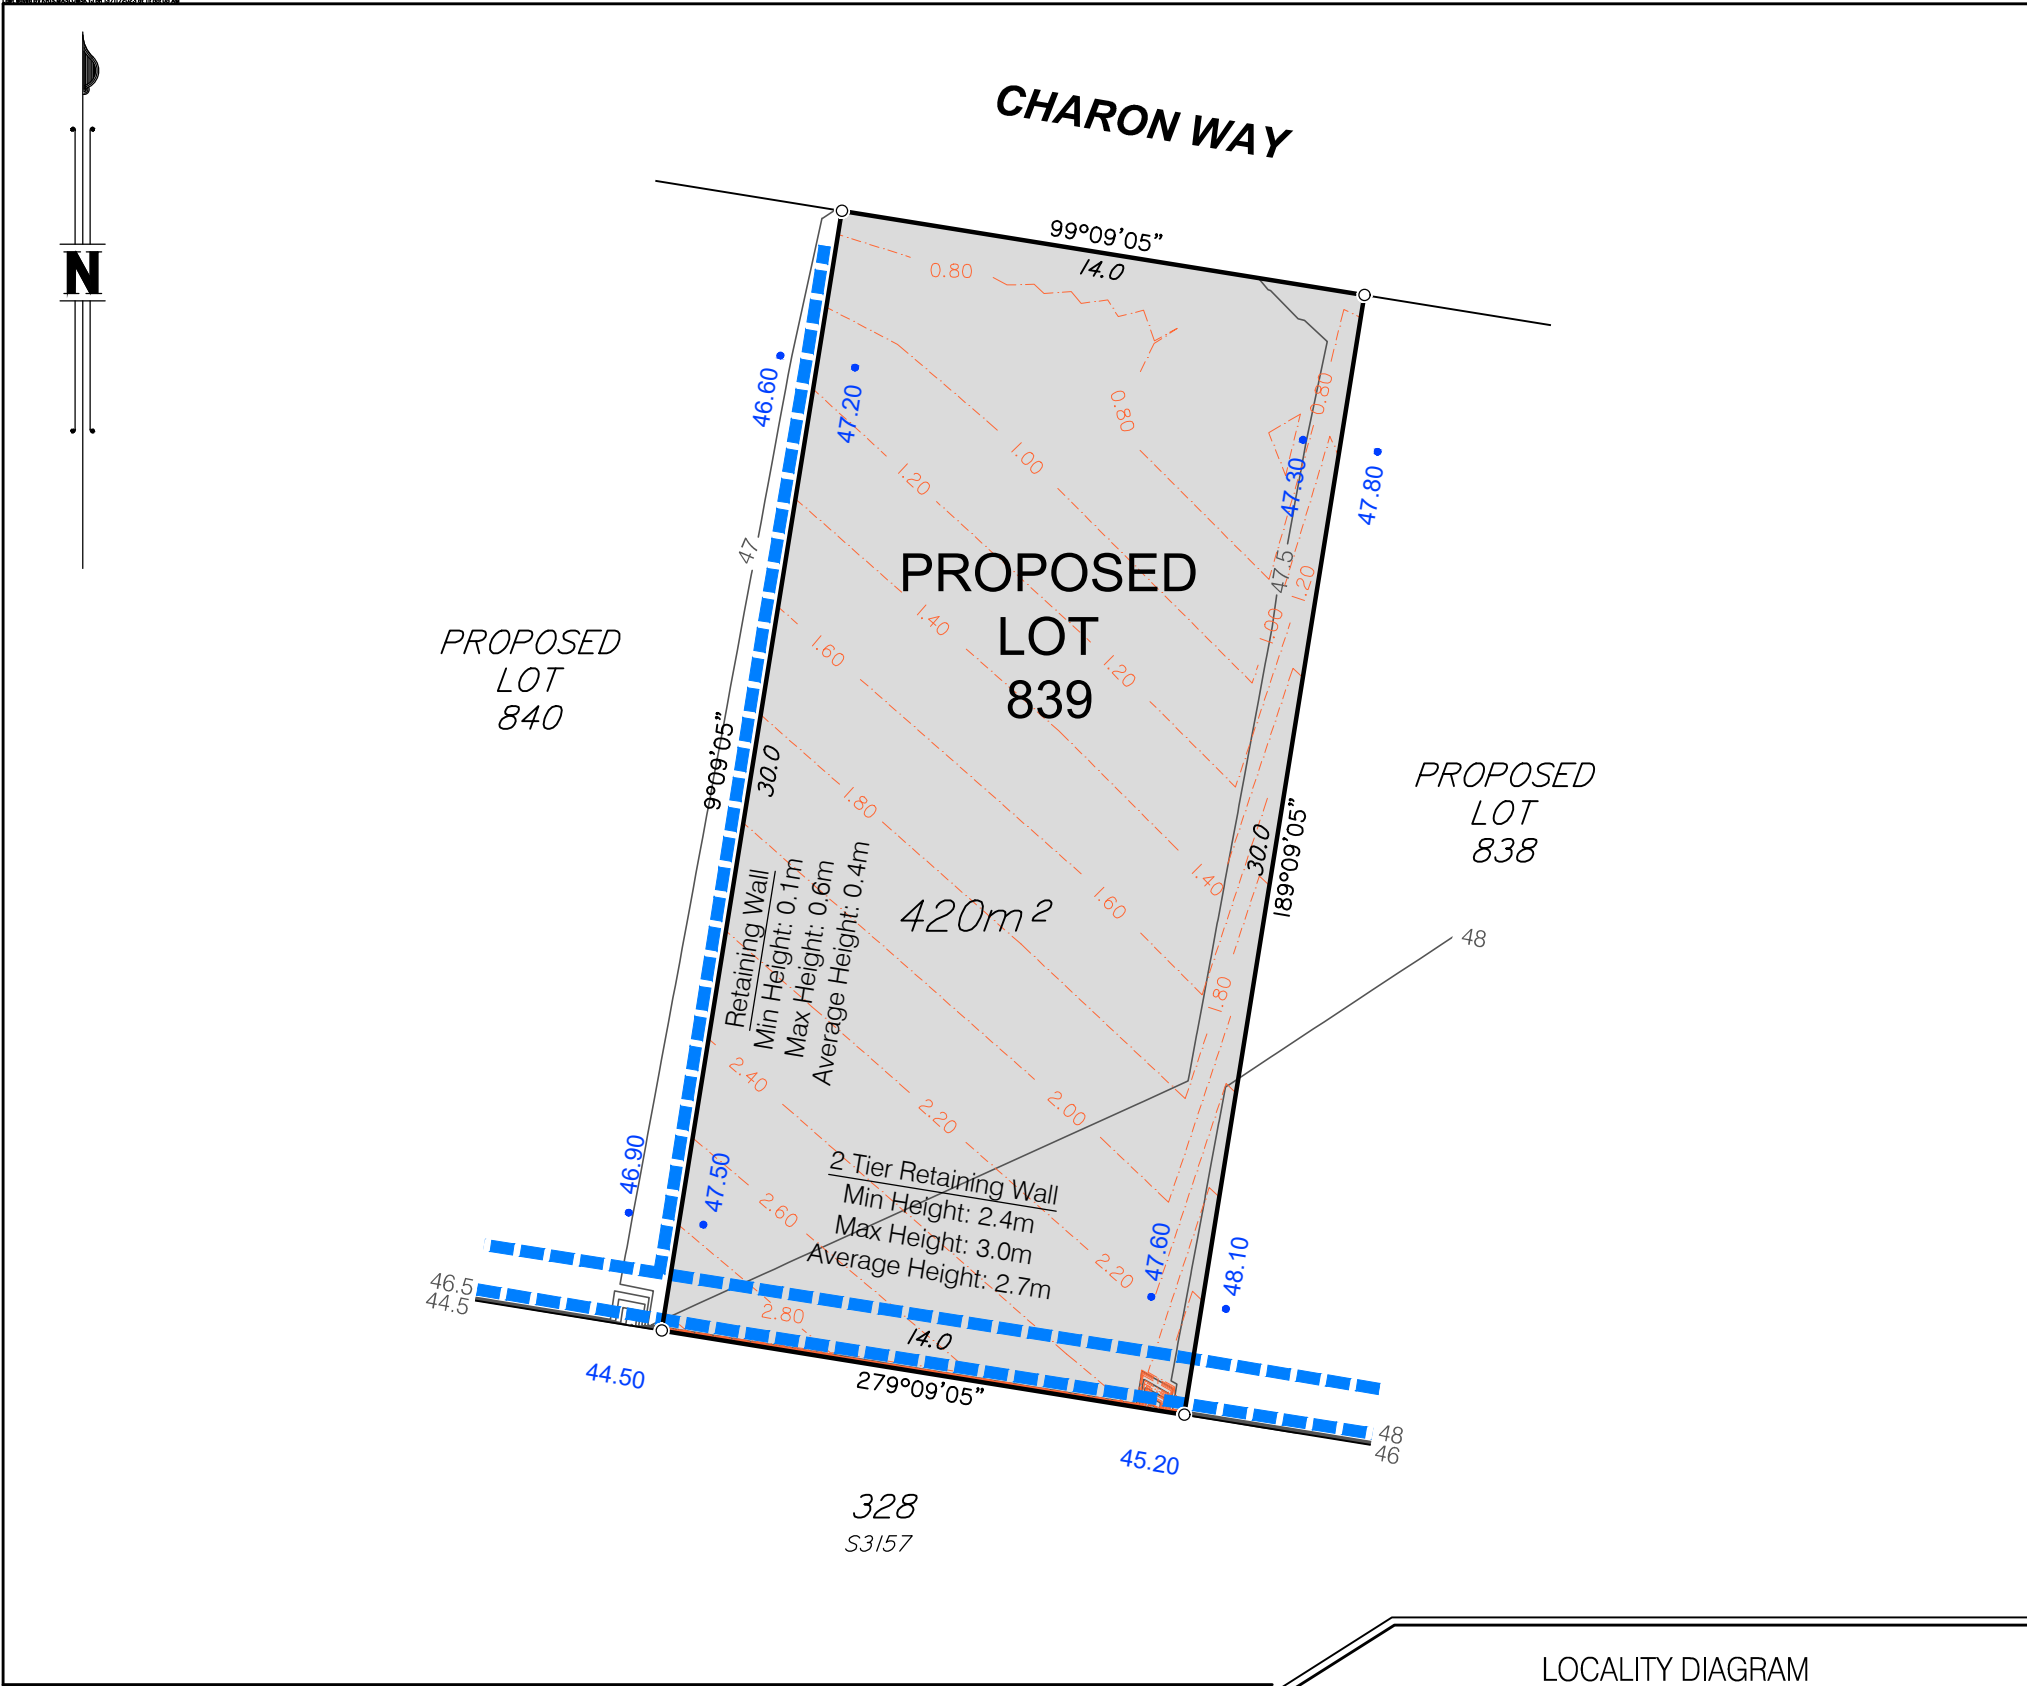 N
CHARON WAY
99°09'05”
14.0
0.80
0.80
0.80
46.60
47.20
47.30
47.80
1.00
1.20
47
47.5
1.20
1.00
PROPOSED
LOT
839
1.40
1.60
1.20
PROPOSED
LOT
840
9°09'05”
30.0
1.80
PROPOSED
LOT
838
30.0
189°09'05”
1.40
1.60
420m²
Retaining Wall
Min Height: 0.1m
Max Height: 0.6m
Average Height: 0.4m
48
1.80
2.40
2.20
2.00
46.90
47.50
2 Tier Retaining Wall
Min Height: 2.4m
Max Height: 3.0m
Average Height: 2.7m
2.60
2.20
47.60
48.10
46.5
44.5
2.80
14.0
279°09'05”
44.50
45.20
48
46
328
S3157
LOCALITY DIAGRAM